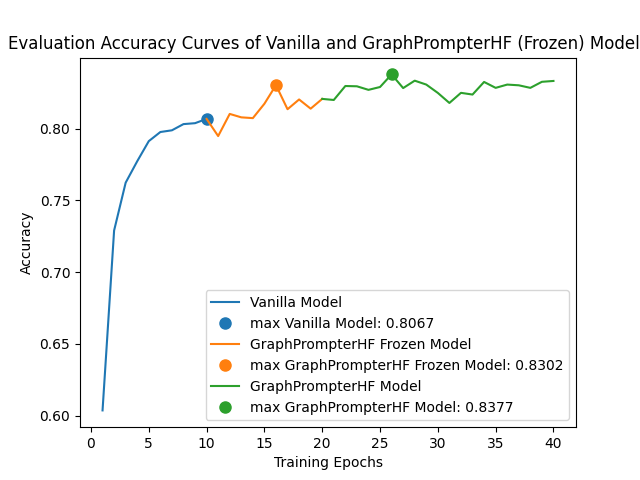 Evaluation Accuracy Curves of Vanilla and GraphPrompterHF (Frozen) Model
Accuracy
0.80
0.75
0.70
0.65
0.60
Vanilla Model
max Vanilla Model: 0.8067
GraphPrompterHF Frozen Model
max GraphPrompterHF Frozen Model: 0.8302
GraphPrompterHF Model
max GraphPrompterHF Model: 0.8377
0 5 10 15 20 25 30 35 40
Training Epochs